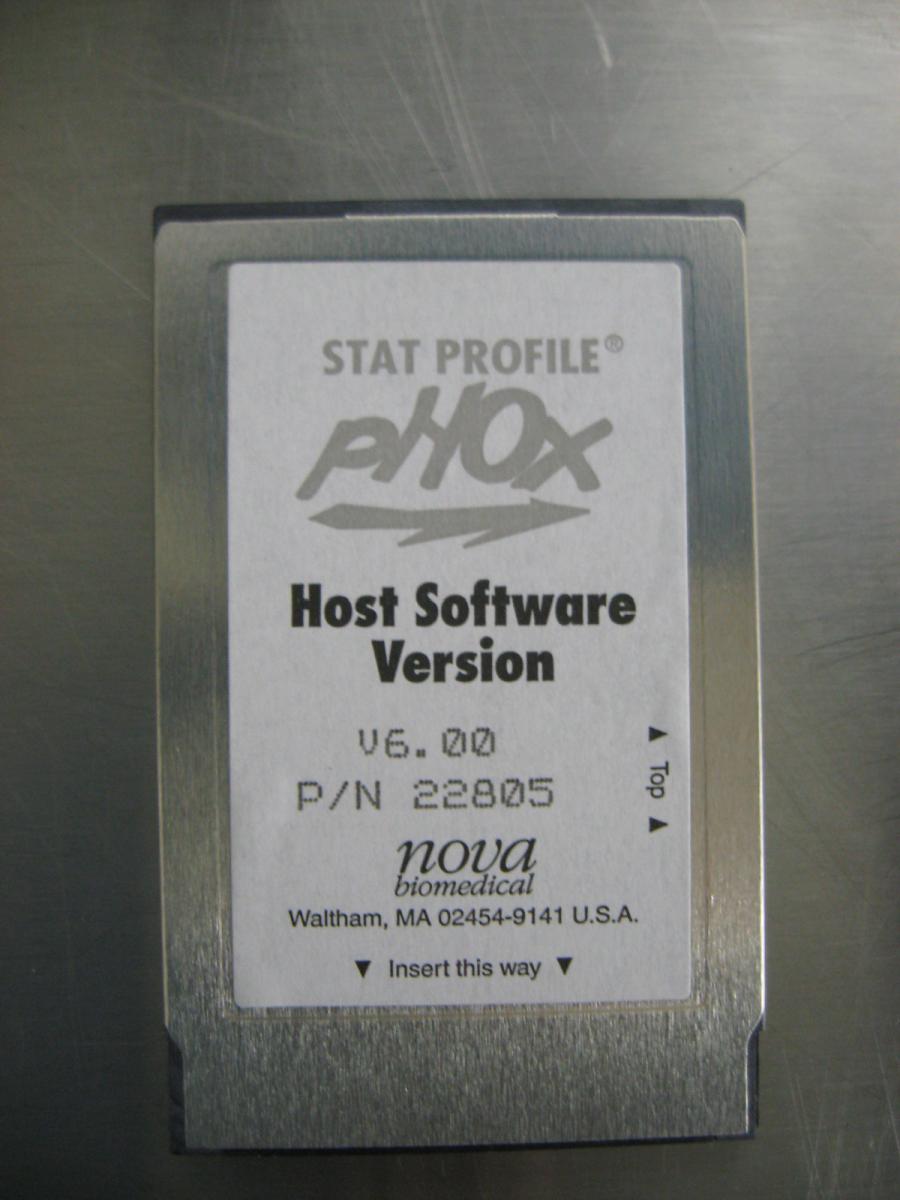 STAT PROFILE®
pHOx
Host Software
Version
V6.00
P/N 22805
▲ Top ▲
nova
biomedical
Waltham, MA 02454-9141 U.S.A.
▼ Insert this way ▼